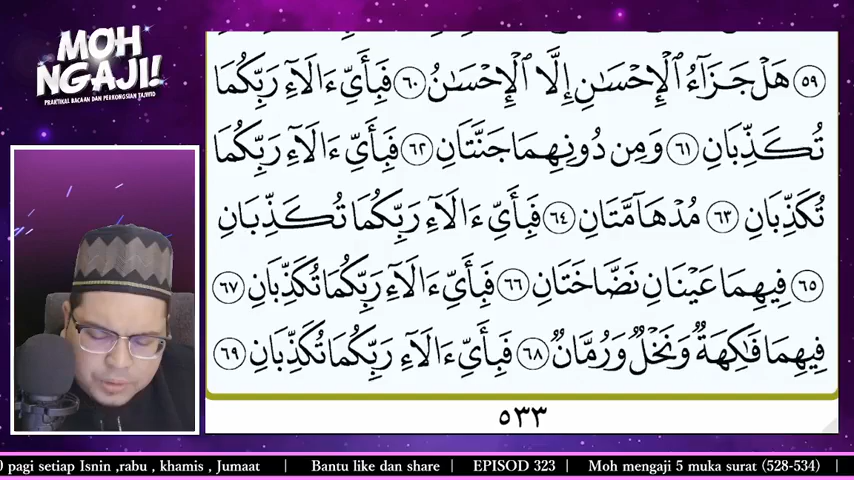 MOH
NGAJI!
PRAKTIKAL BACAAN DAN PERKONGSIAN TAJWID
٥٩ هَلْ جَزَآءُ ٱلْإِحْسَـٰنِ إِلَّا ٱلْإِحْسَـٰنُ ٦٠ فَبِأَىِّ ءَالَآءِ رَبِّكُمَا
تُكَذِّبَانِ ٦١ وَمِن دُونِهِمَا جَنَّتَانِ ٦٢ فَبِأَىِّ ءَالَآءِ رَبِّكُمَا
تُكَذِّبَانِ ٦٣ مُدْهَآمَّتَانِ ٦٤ فَبِأَىِّ ءَالَآءِ رَبِّكُمَا تُكَذِّبَانِ
٦٥ فِيهِمَا عَيْنَانِ نَضَّاخَتَانِ ٦٦ فَبِأَىِّ ءَالَآءِ رَبِّكُمَا تُكَذِّبَانِ ٦٧
فِيهِمَا فَـٰكِهَةٌ وَنَخْلٌ وَرُمَّانٌ ٦٨ فَبِأَىِّ ءَالَآءِ رَبِّكُمَا تُكَذِّبَانِ ٦٩
٥٣٣
0 pagi setiap Isnin ,rabu , khamis , Jumaat | Bantu like dan share | EPISOD 323 | Moh mengaji 5 muka surat (528-534) |